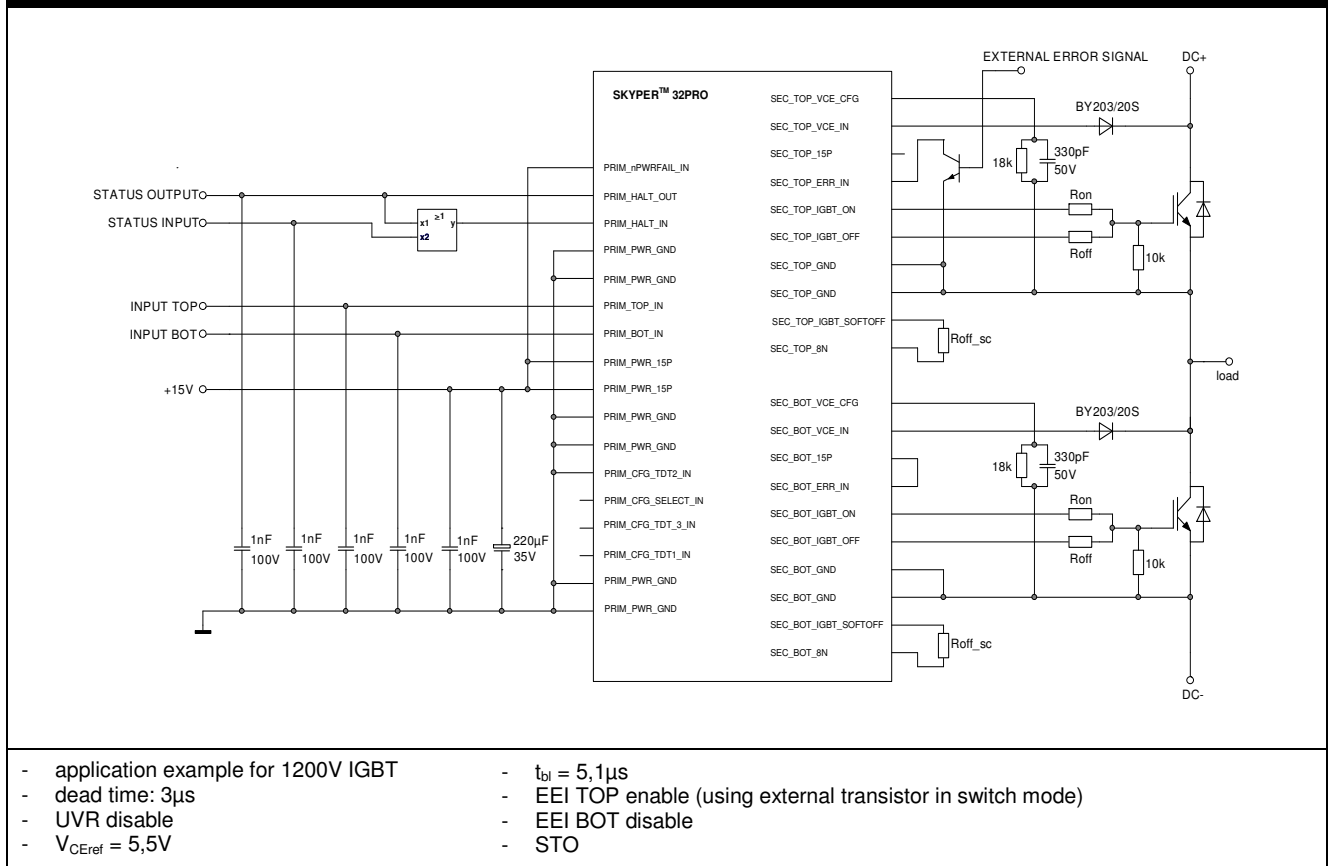 EXTERNAL ERROR SIGNAL
DC+
SKYPER™ 32PRO
SEC_TOP_VCE_CFG
BY203/20S
SEC_TOP_VCE_IN
SEC_TOP_15P
18k
330pF
50V
PRIM_nPWRFAIL_IN
SEC_TOP_ERR_IN
STATUS OUTPUT
PRIM_HALT_OUT
Ron
SEC_TOP_IGBT_ON
STATUS INPUT
x1 ≥1 y
x2
PRIM_HALT_IN
SEC_TOP_IGBT_OFF
Roff
PRIM_PWR_GND
10k
SEC_TOP_GND
PRIM_PWR_GND
SEC_TOP_GND
INPUT TOP
PRIM_TOP_IN
SEC_TOP_IGBT_SOFTOFF
INPUT BOT
PRIM_BOT_IN
Roff_sc
SEC_TOP_8N
PRIM_PWR_15P
load
+15V
PRIM_PWR_15P
SEC_BOT_VCE_CFG
BY203/20S
PRIM_PWR_GND
SEC_BOT_VCE_IN
PRIM_PWR_GND
SEC_BOT_15P
18k
330pF
50V
PRIM_CFG_TDT2_IN
SEC_BOT_ERR_IN
PRIM_CFG_SELECT_IN
Ron
SEC_BOT_IGBT_ON
PRIM_CFG_TDT_3_IN
SEC_BOT_IGBT_OFF
1nF 1nF 1nF 1nF 1nF 220µF
100V 100V 100V 100V 100V 35V
PRIM_CFG_TDT1_IN
Roff
10k
SEC_BOT_GND
PRIM_PWR_GND
SEC_BOT_GND
PRIM_PWR_GND
SEC_BOT_IGBT_SOFTOFF
Roff_sc
SEC_BOT_8N
DC-
- application example for 1200V IGBT
- dead time: 3µs
- UVR disable
- VCEref = 5,5V
- tbl = 5,1µs
- EEI TOP enable (using external transistor in switch mode)
- EEI BOT disable
- STO